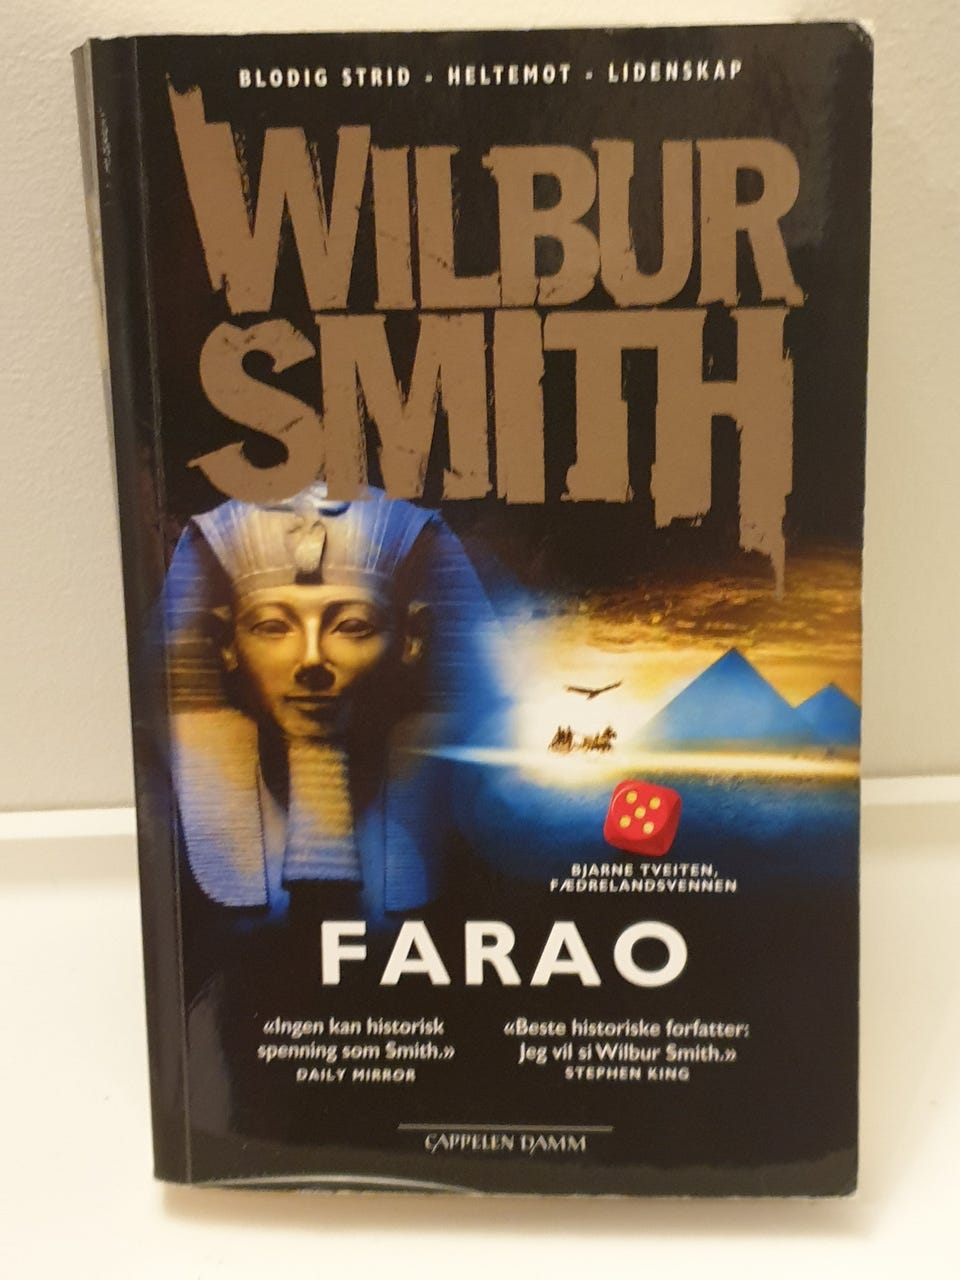 BLODIG STRID - HELTEMOT - LIDENSKAP
WILBUR
SMITH
BJARNE TVEITEN,
FÆDRELANDSVENNEN
FARAO
«Ingen kan historisk
spenning som Smith.»
DAILY MIRROR
«Beste historiske forfatter:
Jeg vil si Wilbur Smith.»
STEPHEN KING
CAPPELEN DAMM